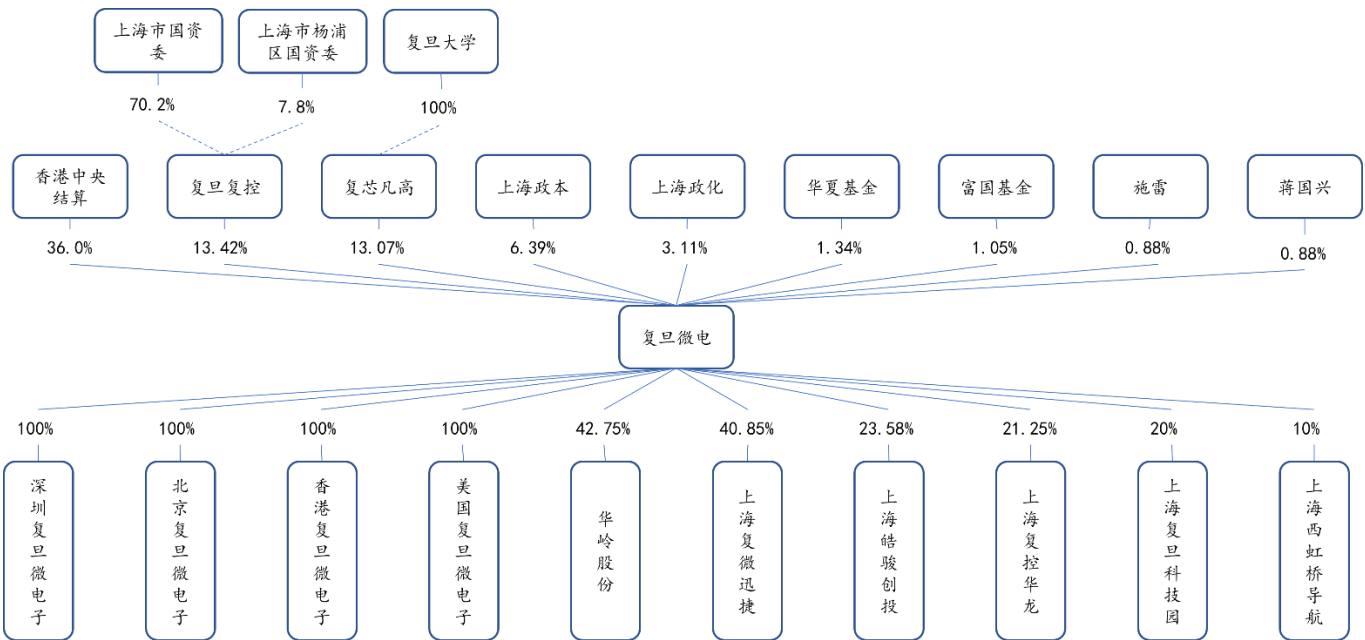 上海市国资
委
上海市杨浦
区国资委
复旦大学
70.2%
7.8%
100%
香港中央
结算
复旦复控
复芯凡高
上海政本
上海政化
华夏基金
富国基金
施雷
蒋国兴
36.0%
13.42%
13.07%
6.39%
3.11%
1.34%
1.05%
0.88%
0.88%
复旦微电
100%
100%
100%
100%
42.75%
40.85%
23.58%
21.25%
20%
10%
深圳复旦微电子
北京复旦微电子
香港复旦微电子
美国复旦微电子
华岭股份
上海复微迅捷
上海皓骏创投
上海复控华龙
上海复旦科技园
上海西虹桥导航